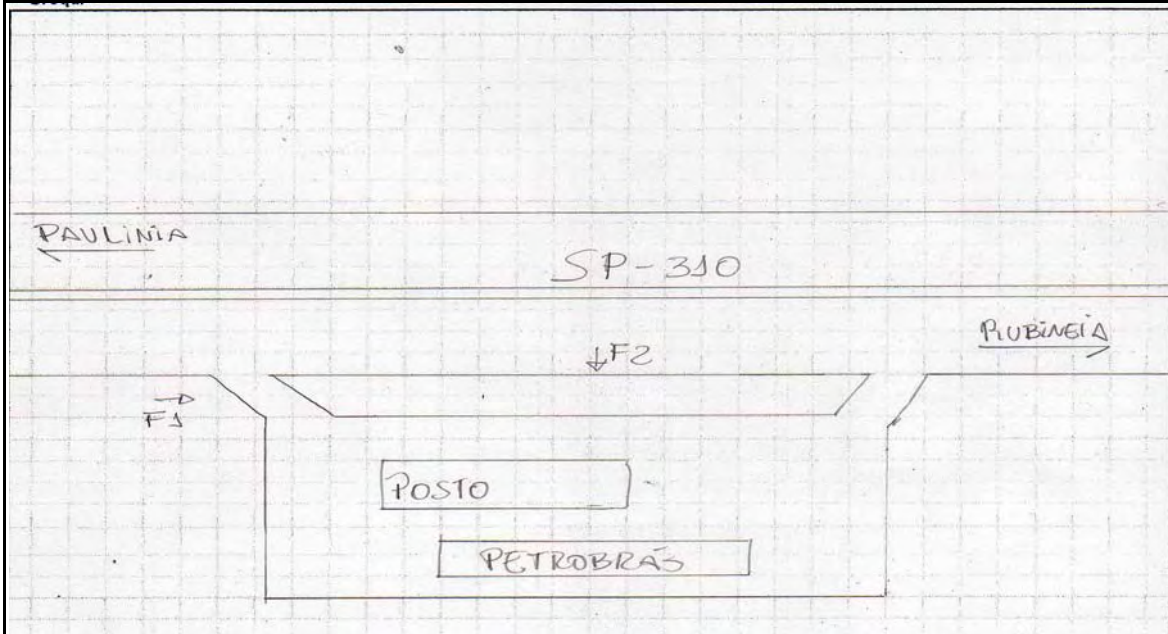 PAULINIA
SP-310
RUBINEIA
F2
F1
POSTO
PETROBRÁS